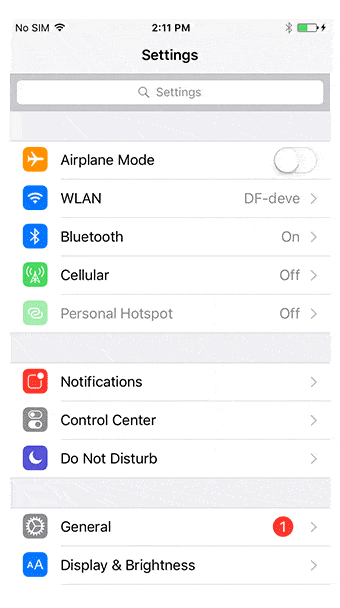 No SIM 2:11 PM
Settings
Settings
Airplane Mode
WLAN DF-deve
Bluetooth On
Cellular Off
Personal Hotspot Off
Notifications
Control Center
Do Not Disturb
General 1
AA Display & Brightness